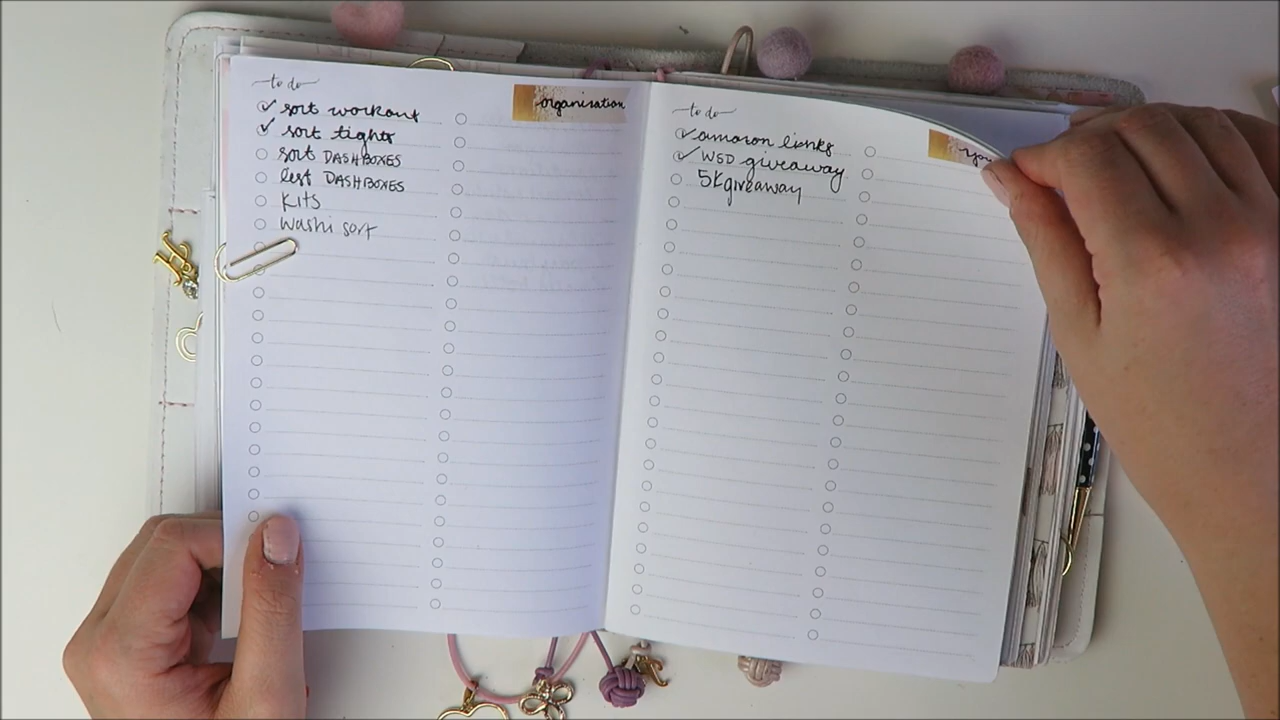 to do
organisation
sort workout
sort tights
sort DASHBOXES
list DASHBOXES
kits
washi sort
to do
amazon links
WSD giveaway
5K giveaway